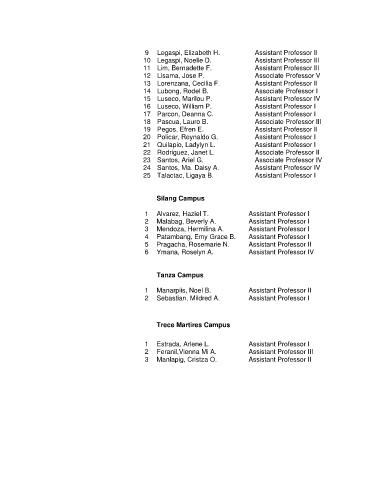 9 Legaspi, Elizabeth H. Assistant Professor II
10 Legaspi, Noelle D. Assistant Professor III
11 Lim, Bernadette F. Assistant Professor III
12 Lisama, Jose P. Associate Professor V
13 Lorenzana, Cecilia F. Assistant Professor II
14 Lubong, Rodel B. Associate Professor I
15 Luseco, Marilou P. Assistant Professor IV
16 Luseco, William P. Assistant Professor I
17 Parcon, Deanna C. Assistant Professor I
18 Pascua, Lauro B. Associate Professor III
19 Pegos, Efren E. Assistant Professor II
20 Policar, Reynaldo G. Assistant Professor I
21 Quilapio, Ladylyn L. Assistant Professor I
22 Rodriguez, Janet L. Associate Professor II
23 Santos, Ariel G. Associate Professor IV
24 Santos, Ma. Daisy A. Assistant Professor IV
25 Talactac, Ligaya B. Assistant Professor I
Silang Campus
1 Alvarez, Haziel T. Assistant Professor I
2 Malabag, Beverly A. Assistant Professor I
3 Mendoza, Hermilina A. Assistant Professor I
4 Patambang, Erny Grace B. Assistant Professor I
5 Pragacha, Rosemarie N. Assistant Professor II
6 Ymana, Roselyn A. Assistant Professor IV
Tanza Campus
1 Manarpiis, Noel B. Assistant Professor II
2 Sebastian, Mildred A. Assistant Professor I
Trece Martires Campus
1 Estrada, Arlene L. Assistant Professor I
2 Feranil,Vienna Mi A. Assistant Professor III
3 Manlapig, Cristza O. Assistant Professor II